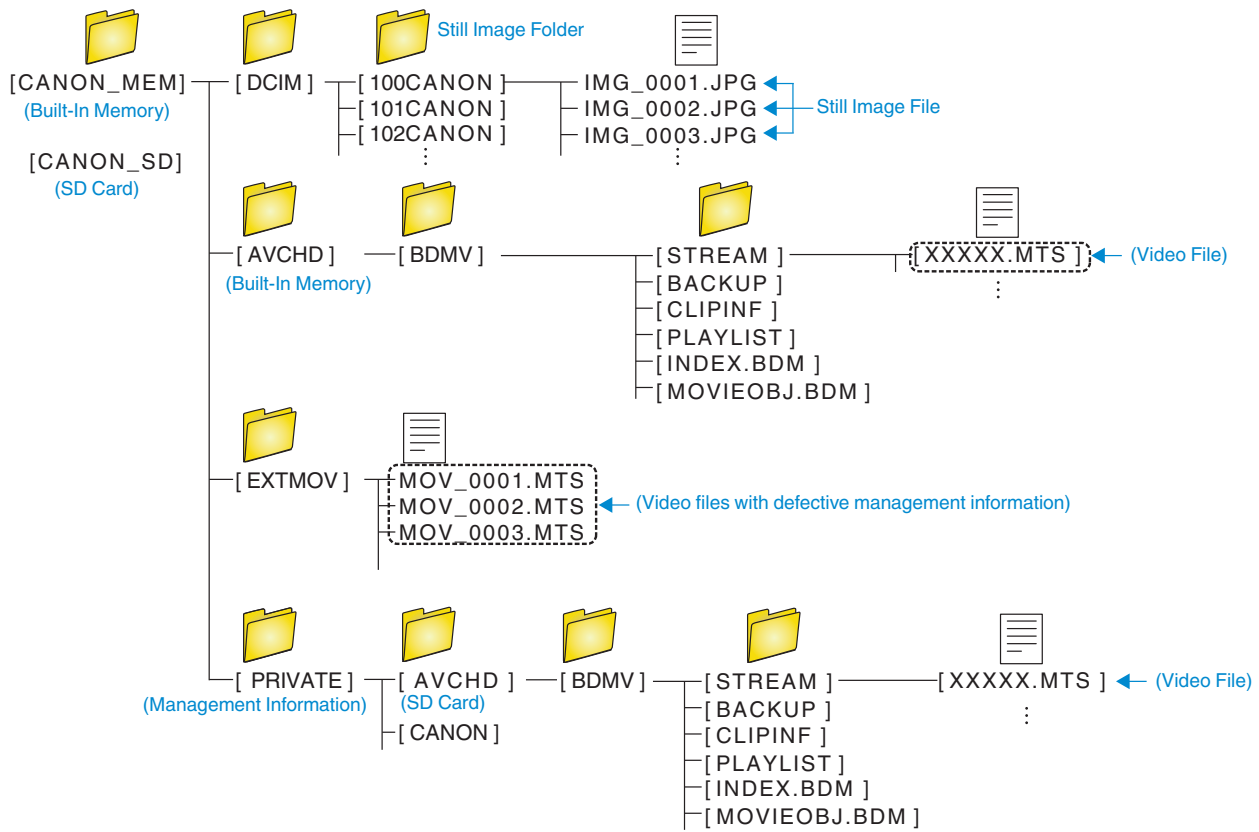 Still Image Folder
[CANON_MEM]
(Built-In Memory)
[CANON_SD]
(SD Card)
[ DCIM ]
[ 100CANON ]
[ 101CANON ]
[ 102CANON ]
IMG_0001.JPG
IMG_0002.JPG
IMG_0003.JPG
Still Image File
[ AVCHD ]
(Built-In Memory)
[ BDMV ]
[ STREAM ]
[ BACKUP ]
[ CLIPINF ]
[ PLAYLIST ]
[ INDEX.BDM ]
[ MOVIEOBJ.BDM ]
[ XXXXX.MTS ]
(Video File)
[ EXTMOV ]
MOV_0001.MTS
MOV_0002.MTS
MOV_0003.MTS
(Video files with defective management information)
[ PRIVATE ]
(Management Information)
[ AVCHD ]
(SD Card)
[ CANON ]
[ BDMV ]
[ STREAM ]
[ BACKUP ]
[ CLIPINF ]
[ PLAYLIST ]
[ INDEX.BDM ]
[ MOVIEOBJ.BDM ]
[ XXXXX.MTS ]
(Video File)